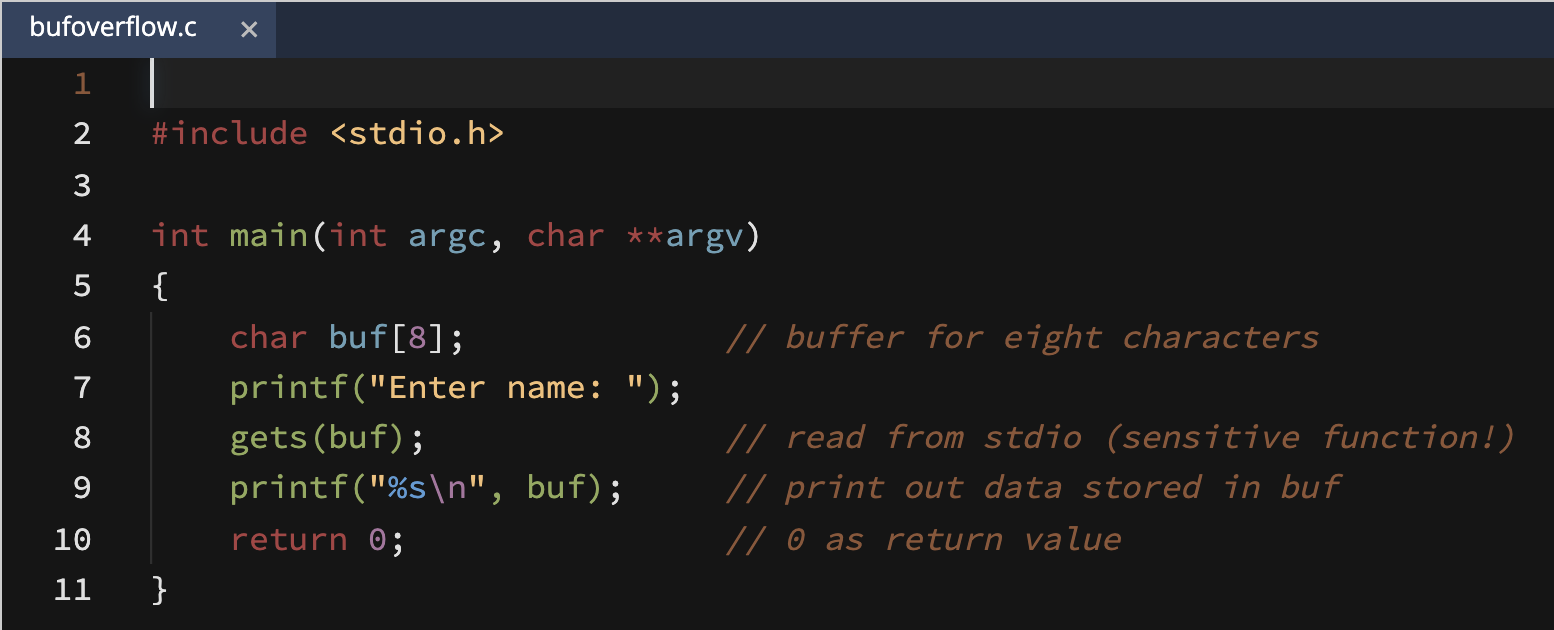 bufoverflow.c ×
1
2 #include <stdio.h>
3
4 int main(int argc, char **argv)
5 {
6     char buf[8];             // buffer for eight characters
7     printf("Enter name: ");
8     gets(buf);               // read from stdio (sensitive function!)
9     printf("%s\n", buf);     // print out data stored in buf
10     return 0;                // 0 as return value
11 }